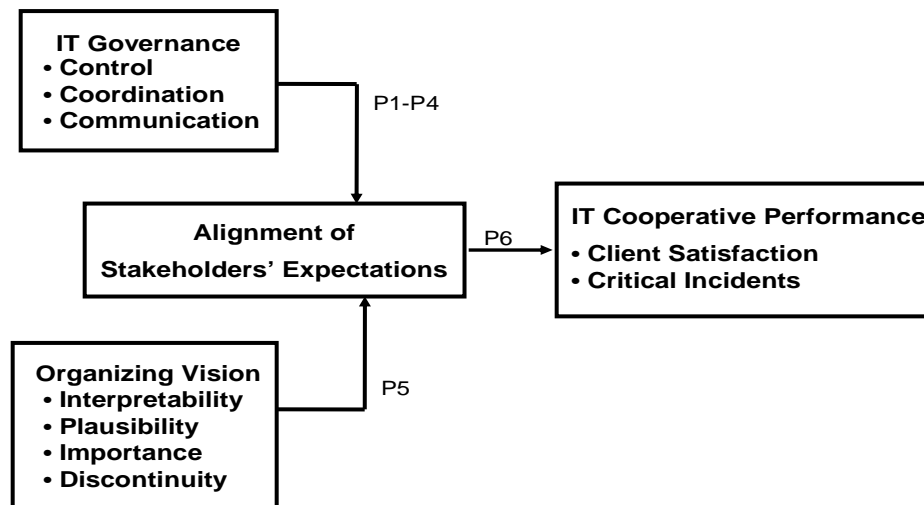 IT Governance
• Control
• Coordination
• Communication
P1-P4
Alignment of
Stakeholders’ Expectations
P6
IT Cooperative Performance
• Client Satisfaction
• Critical Incidents
Organizing Vision
• Interpretability
• Plausibility
• Importance
• Discontinuity
P5